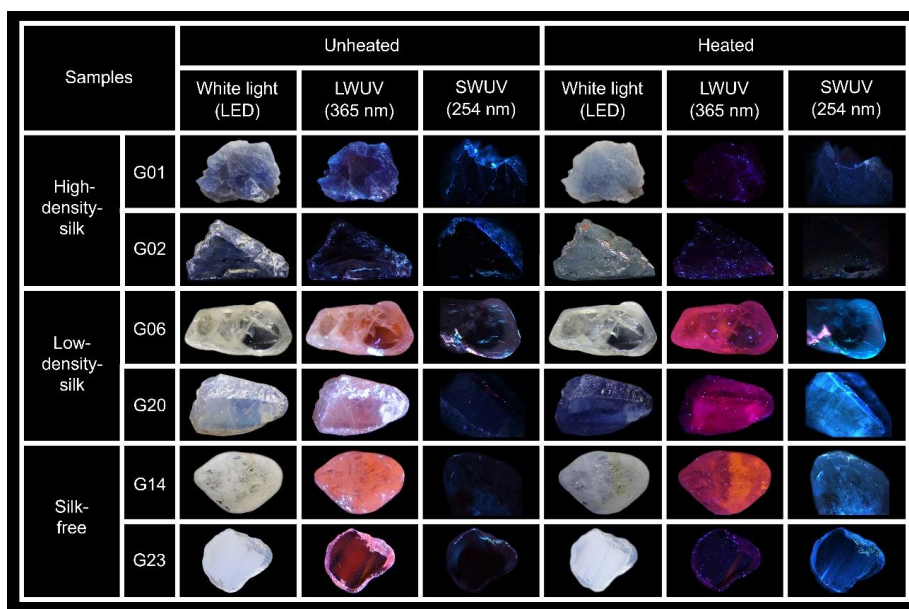 Samples
Unheated
Heated
White light
(LED)
LWUV
(365 nm)
SWUV
(254 nm)
White light
(LED)
LWUV
(365 nm)
SWUV
(254 nm)
High-
density-
silk
G01
G02
Low-
density-
silk
G06
G20
Silk-
free
G14
G23